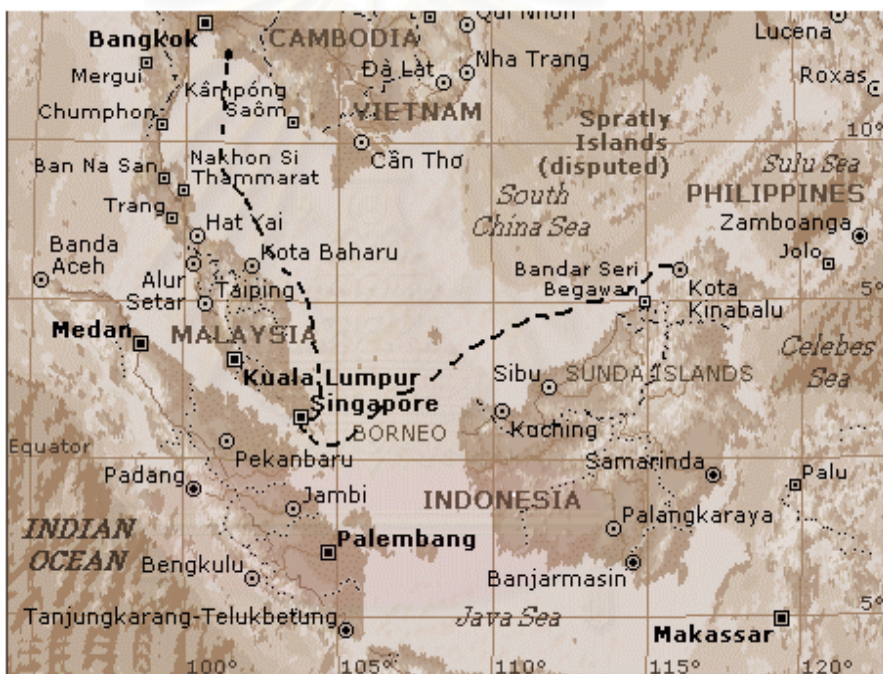 Qui Nhon
Lucena
Bangkok
CAMBODIA
Mergui
Đà Lat
Nha Trang
Roxas
Kâmpóng
Saôm
Chumphon
VIETNAM
Spratly
Islands
(disputed)
10°
Cần Thơ
Ban Na San
Nakhon Si
Thammarat
Sulu Sea
South
China Sea
PHILIPPINES
Trang
Hat Yai
Zamboanga
Banda
Aceh
Kota Baharu
Jolo
Alur
Setar
Taiping
Bandar Seri
Begawan
Kota
Kinabalu
5°
Medan
MALAYSIA
Celebes
Sea
Kuala Lumpur
Sibu
SUNDA ISLANDS
Singapore
Equator
BORNEO
Kuching
Pekanbaru
Samarinda
Padang
Palu
Jambi
INDONESIA
INDIAN
OCEAN
Palembang
Palangkaraya
Bengkulu
Banjarmasin
Tanjungkarang-Telukbetung
Java Sea
5°
Makassar
100°
105°
110°
115°
120°